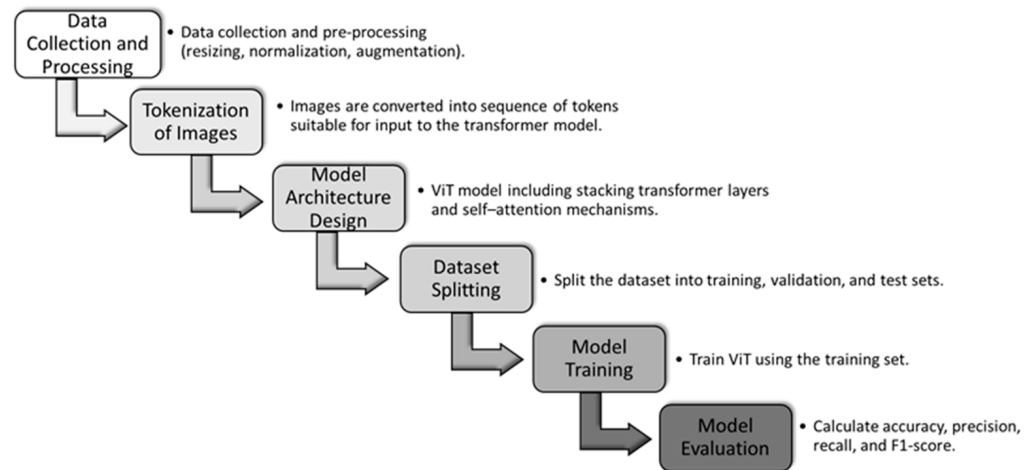 Data
Collection and
Processing
• Data collection and pre-processing
(resizing, normalization, augmentation).
Tokenization
of Images
• Images are converted into sequence of tokens
suitable for input to the transformer model.
Model
Architecture
Design
• ViT model including stacking transformer layers
and self–attention mechanisms.
Dataset
Splitting
• Split the dataset into training, validation, and test sets.
Model
Training
• Train ViT using the training set.
Model
Evaluation
• Calculate accuracy, precision,
recall, and F1-score.